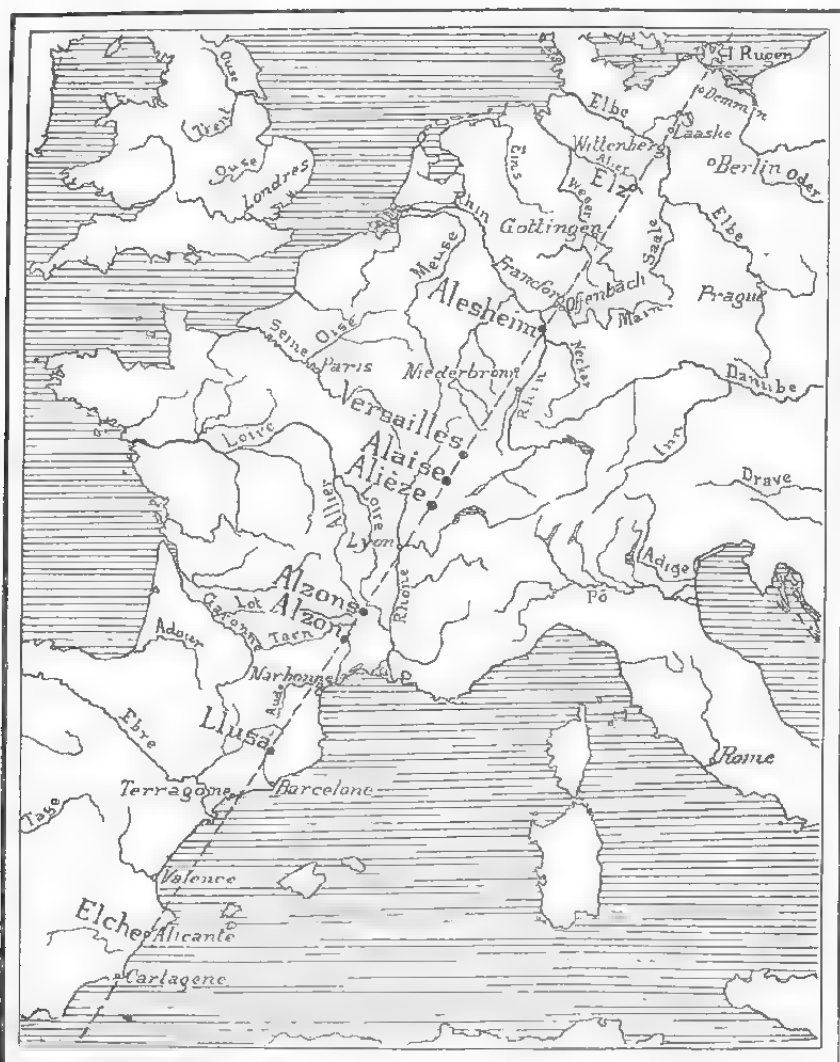 Ouse
Trent
Ouse
Londres
I Rugen
Demmin
Elbe
Laaske
Wittenberg
Aller
Berlin
Oder
Elz
Weser
Ems
Gottingen
Saale
Elbe
Rhin
Meuse
Francfort
Offenbach
Main
Prague
Alesheim
Seine
Oise
Paris
Niederbronn
Rhin
Necker
Danube
Versailles
Loire
Alaise
Alièze
Inn
Allier
Loire
Drave
Lyon
Adige
Rhone
Pô
Alzons
Lot
Alzon
Garonne
Tarn
Adour
Narbonne
Aude
Ebre
Llusa
Rome
Terragone
Barcelone
Tage
Valence
Elche
Alicante
Cartagene